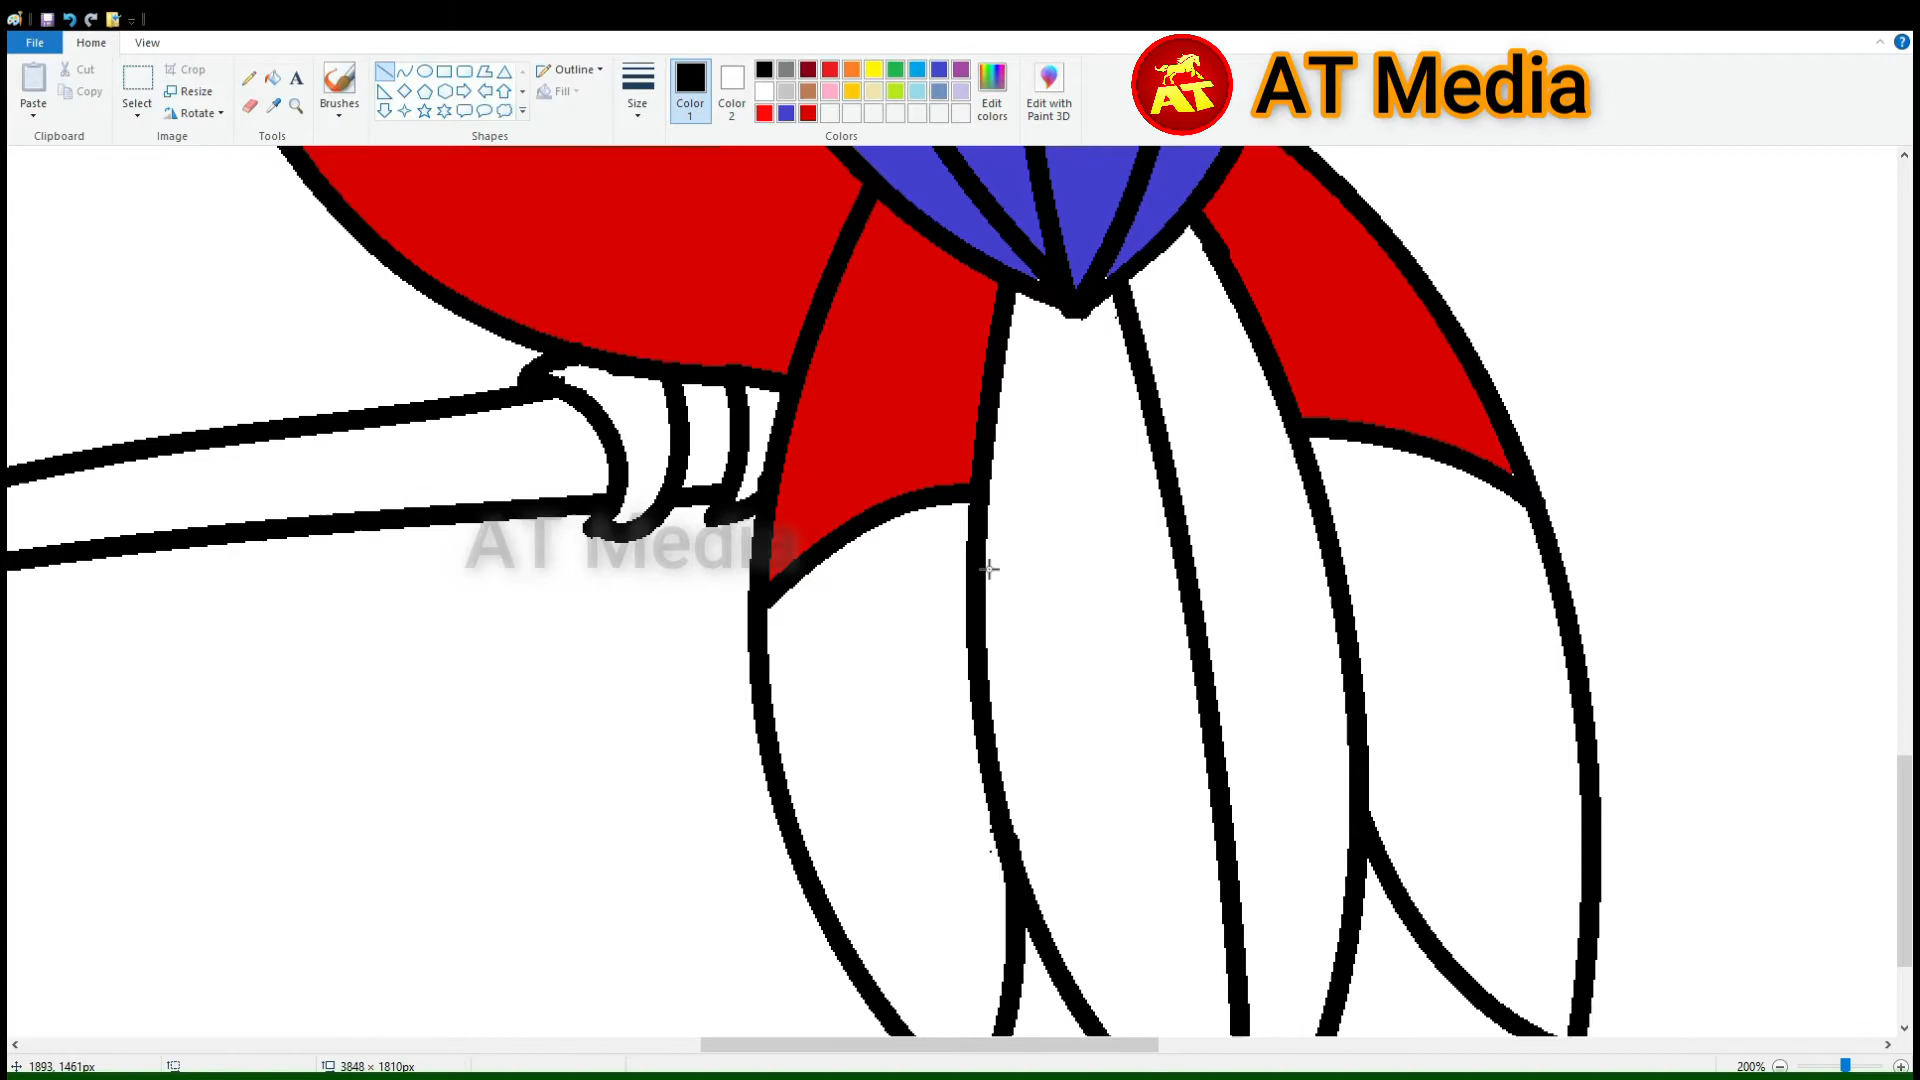 File Home View
Paste Cut Copy Clipboard
Select Crop Resize Rotate Image
Tools
Brushes
Shapes
Outline Fill
Size
Color 1
Color 2
Edit colors
Colors
Edit with Paint 3D
AT AT Media
AT Media
1893, 1461px
3848 × 1810px
200%